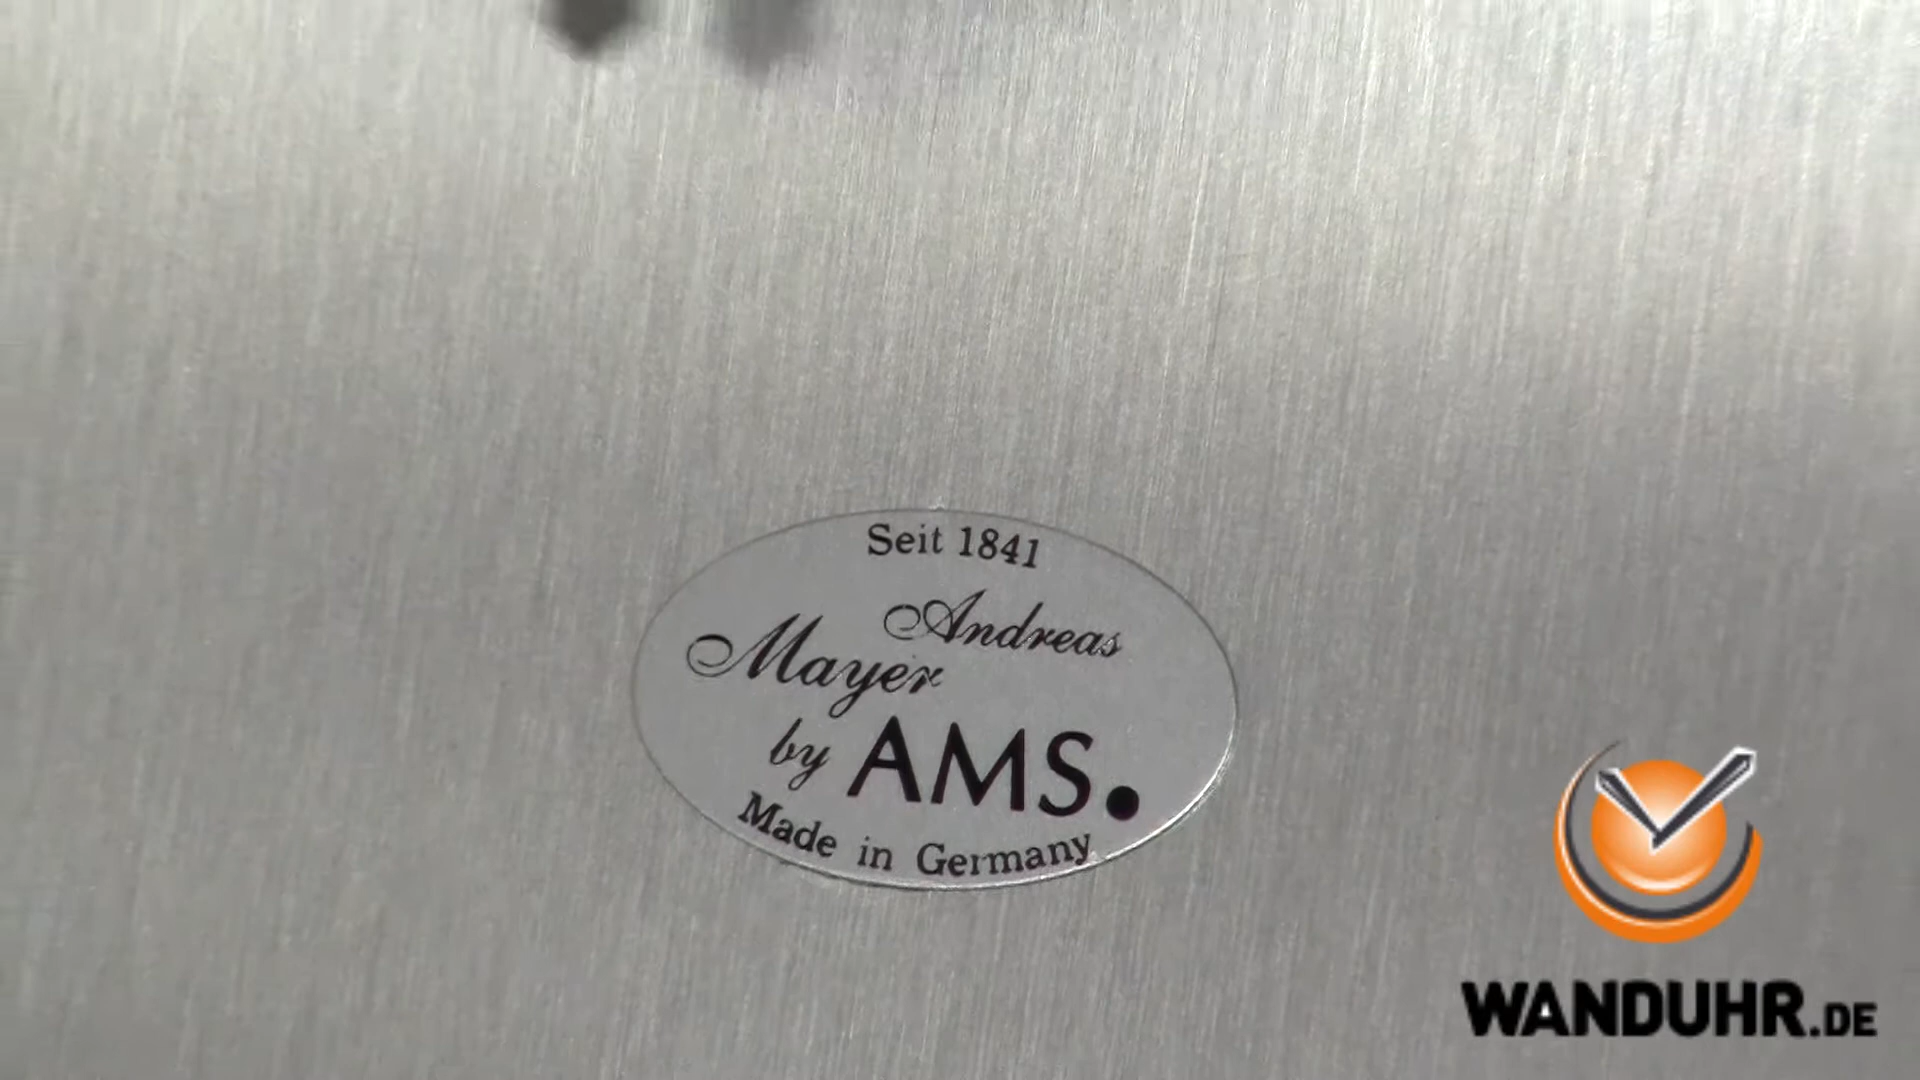 Seit 1841
Andreas
Mayer
by AMS.
Made in Germany
WANDUHR.DE